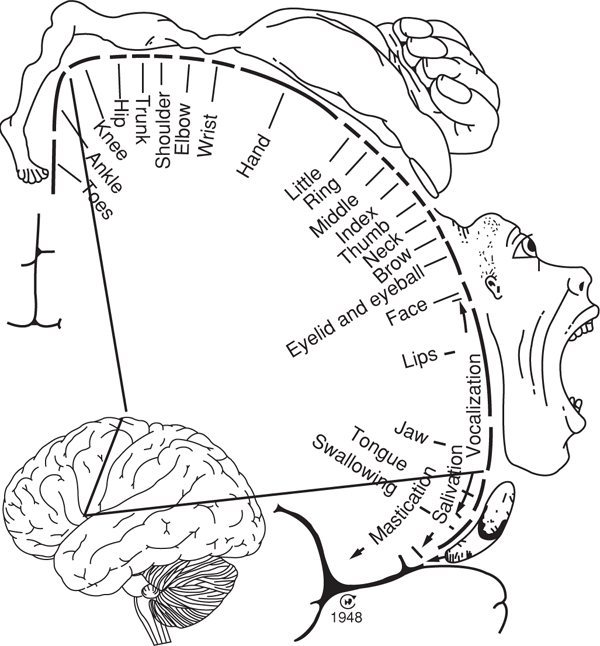 Toes
Ankle
Knee
Hip
Trunk
Shoulder
Elbow
Wrist
Hand
Little
Ring
Middle
Index
Thumb
Neck
Brow
Eyelid and eyeball
Face
Lips
Vocalization
Jaw
Tongue
Swallowing
Mastication
Salivation
1948